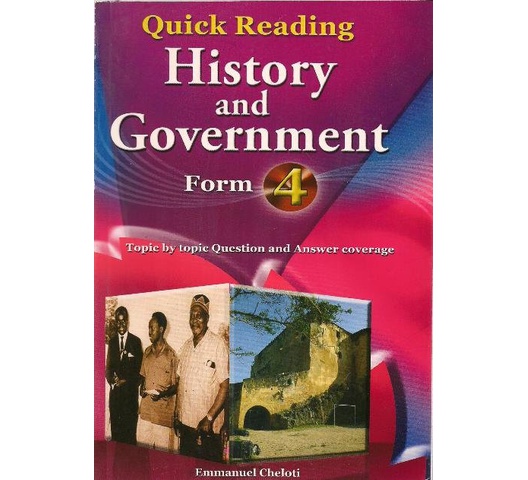 Quick Reading
History
and
Government
Form 4
Topic by topic Question and Answer coverage
Emmanuel Cheloti